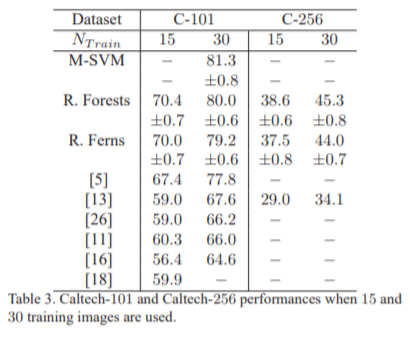 Dataset C-101 C-256
N_Train 15 30 15 30
M-SVM – 81.3 – –
– ±0.8 – –
R. Forests 70.4 80.0 38.6 45.3
±0.7 ±0.6 ±0.6 ±0.8
R. Ferns 70.0 79.2 37.5 44.0
±0.7 ±0.6 ±0.8 ±0.7
[5] 67.4 77.8 – –
[13] 59.0 67.6 29.0 34.1
[26] 59.0 66.2 – –
[11] 60.3 66.0 – –
[16] 56.4 64.6 – –
[18] 59.9 – – –
Table 3. Caltech-101 and Caltech-256 performances when 15 and
30 training images are used.